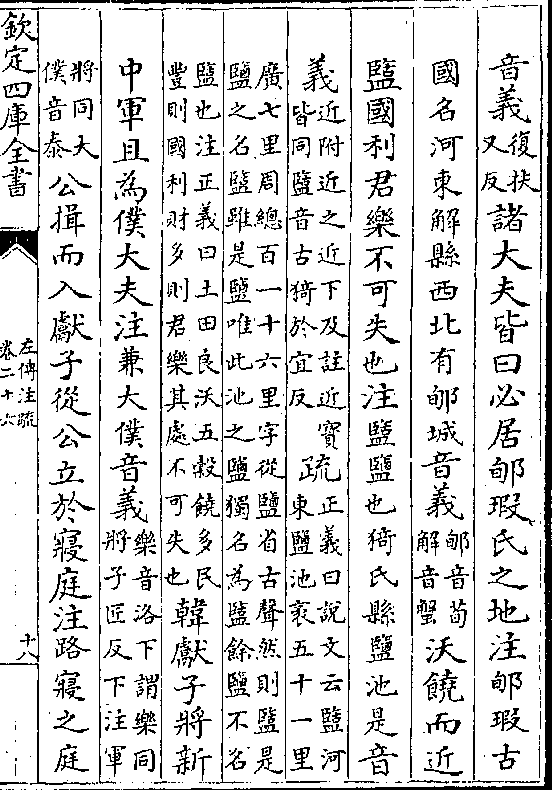 音義復扶又反諸大夫皆曰必居郇瑕氏之地注郇瑕古
國名河東解縣西北有郇城音義郇音荀解音蟹沃饒而近
盬國利君樂不可失也注盬鹽也猗氏縣鹽池是音
義近附近之近下及註近寳皆同盬音古猗於宜反疏正義曰說文云盬河東鹽池袤五十一里
廣七里周總百一十六里字從鹽省古聲然則盬是鹽之名盬雖是鹽唯此池之鹽獨名為盬餘鹽不名
盬也注正義曰土田良沃五穀饒多民豐則國利財多則君樂其處不可失也韓獻子將新
中軍且為僕大夫注兼大僕音義樂音洛下謂樂同將子匠反下注軍
將同大僕音泰公揖而入獻子從公立於寢庭注路寢之庭
欽定四庫全書
左傳注疏
卷二十六
十八